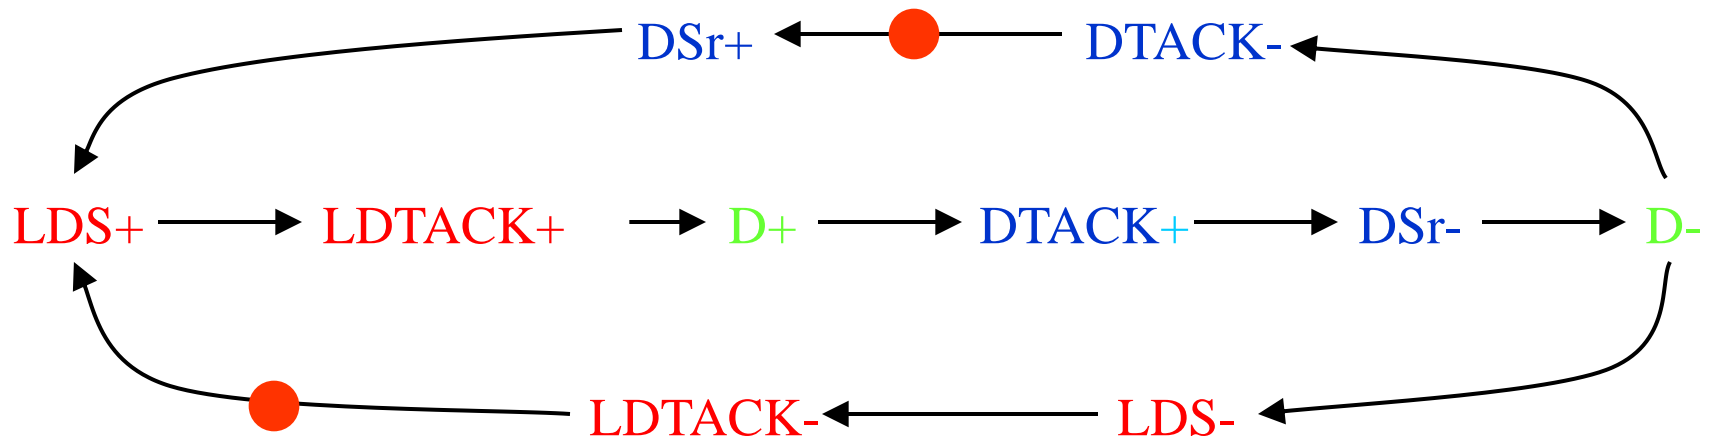 DSr+ DTACK-
LDS+ LDTACK+ D+ DTACK+ DSr- D-
LDTACK- LDS-